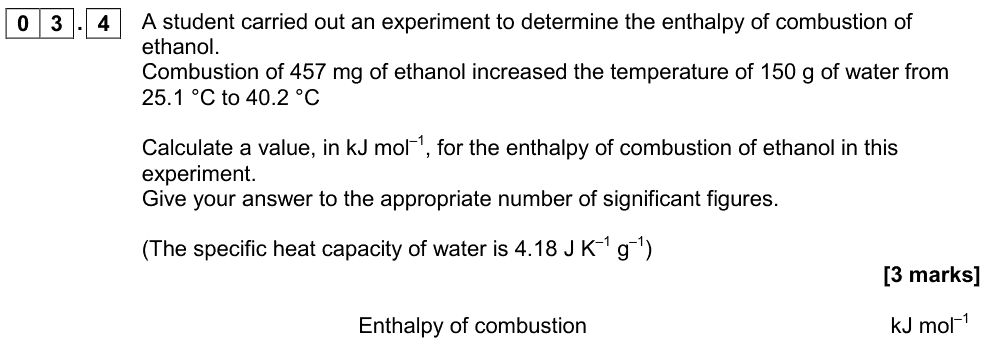 0 3 . 4 A student carried out an experiment to determine the enthalpy of combustion of
ethanol.
Combustion of 457 mg of ethanol increased the temperature of 150 g of water from
25.1 °C to 40.2 °C
Calculate a value, in kJ mol⁻¹, for the enthalpy of combustion of ethanol in this
experiment.
Give your answer to the appropriate number of significant figures.
(The specific heat capacity of water is 4.18 J K⁻¹ g⁻¹)
[3 marks]
Enthalpy of combustion kJ mol⁻¹